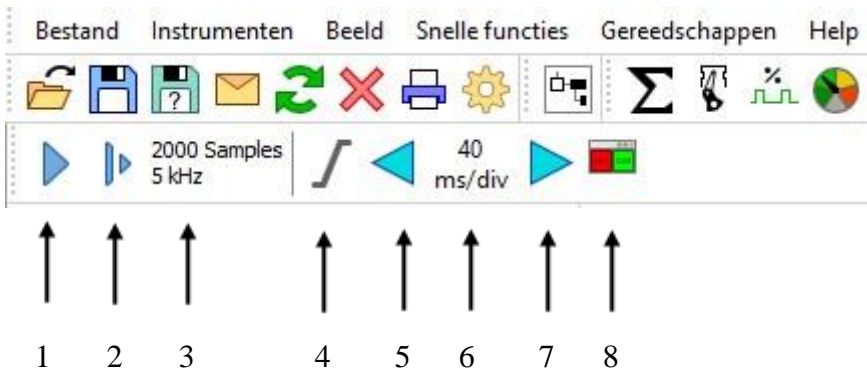 Bestand Instrumenten Beeld Snelle functies Gereedschappen Help
?
%
2000 Samples
5 kHz
40
ms/div
1 2 3 4 5 6 7 8